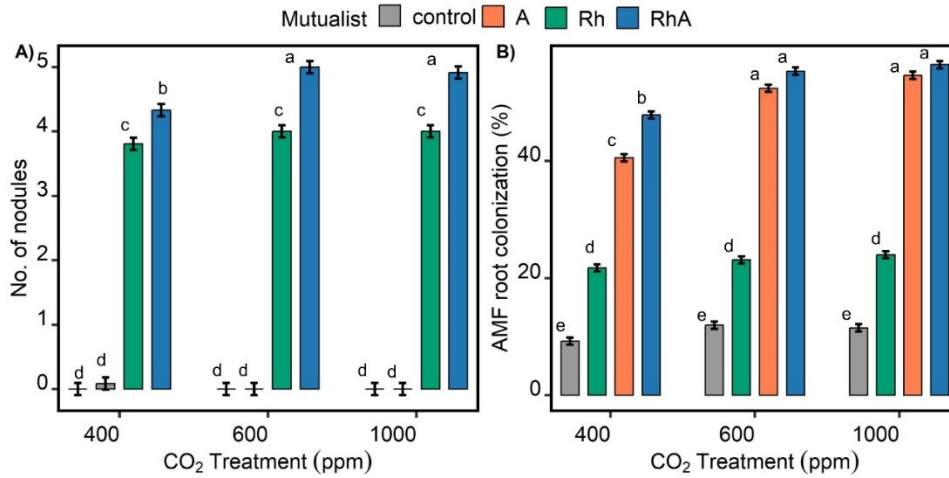 Mutualist control A Rh RhA
A)
No. of nodules
5
4
3
2
1
0
d d c b
d d c a
d d c a
400 600 1000
CO₂ Treatment (ppm)
B)
AMF root colonization (%)
40
20
0
e d c b
e d a a
e d a a
400 600 1000
CO₂ Treatment (ppm)